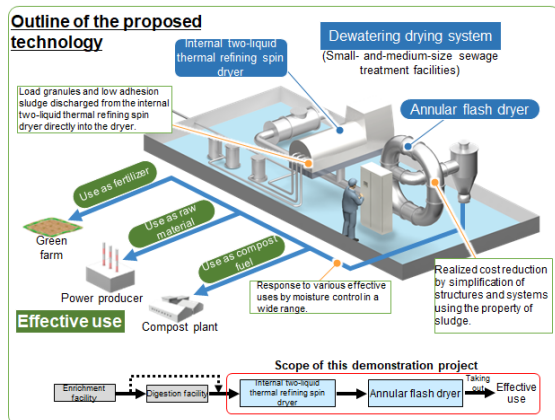 Outline of the proposed
technology
Internal two-liquid
thermal refining spin
dryer
Dewatering drying system
(Small- and-medium-size sewage
treatment facilities)
Load granules and low adhesion
sludge discharged from the internal
two-liquid thermal refining spin
dryer directly into the dryer.
Annular flash dryer
Use as fertilizer
Green
farm
Use as raw
material
Power producer
Use as compost
fuel
Compost plant
Effective use
Response to various effective
uses by moisture control in a
wide range.
Realized cost reduction
by simplification of
structures and systems
using the property of
sludge.
Scope of this demonstration project
Enrichment
facility
Digestion facility
Internal two-liquid
thermal refining spin
dryer
Annular flash dryer
Taking
out
Effective
use